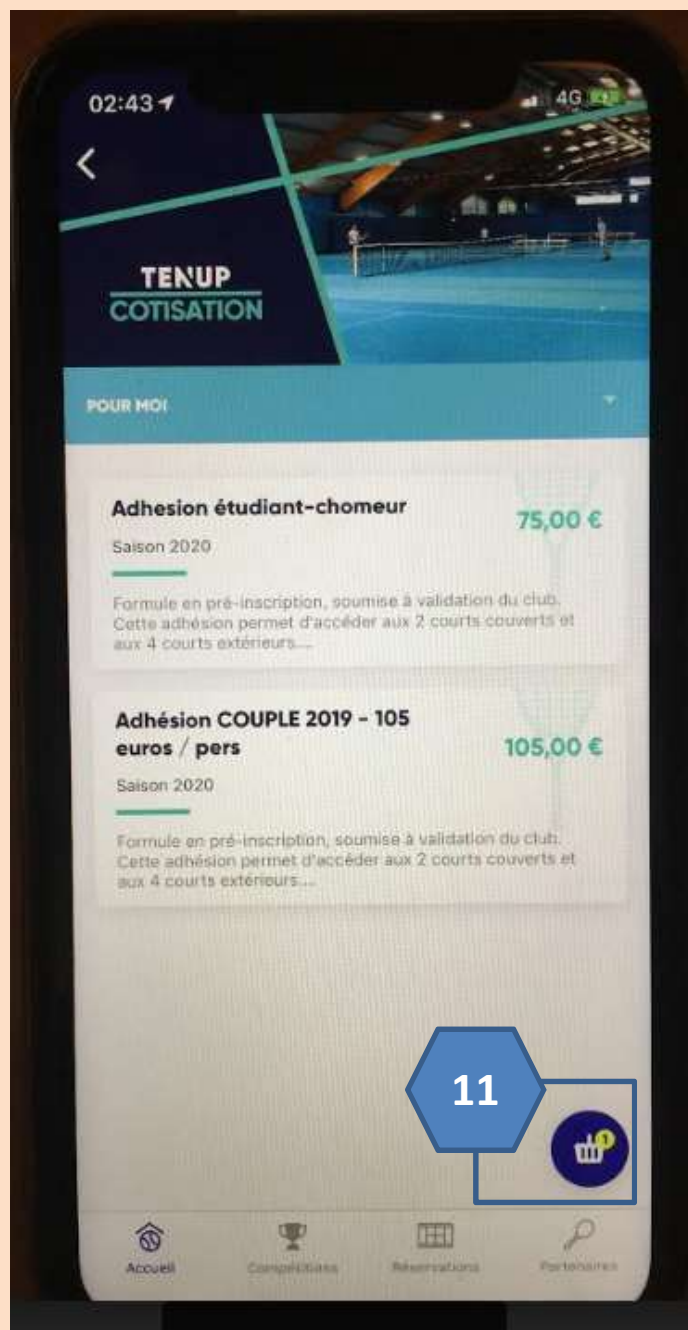 02:43
4G
TEN'UP
COTISATION
POUR MOI
Adhesion étudiant-chomeur
75,00 €
Saison 2020
Formule en pré-inscription, soumise à validation du club.
Cette adhésion permet d'accéder aux 2 courts couverts et
aux 4 courts extérieurs....
Adhésion COUPLE 2019 - 105
euros / pers
105,00 €
Saison 2020
Formule en pré-inscription, soumise à validation du club.
Cette adhésion permet d'accéder aux 2 courts couverts et
aux 4 courts extérieurs....
11
1
Accueil
Compétitions
Réservations
Partenaires